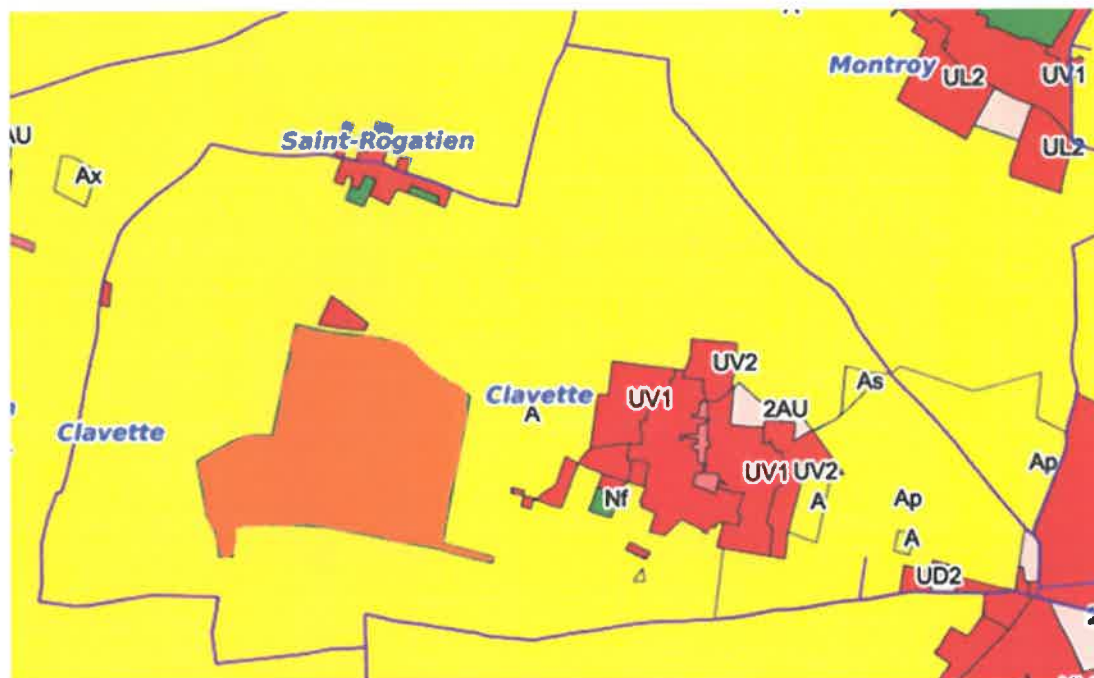 Montroy
UL2
UV1
Saint-Rogatien
AU
UL2
Ax
UV2
As
Clavette
UV1
A
2AU
Clavette
Ap
UV1
UV2
Nf
A
Ap
A
UD2
2